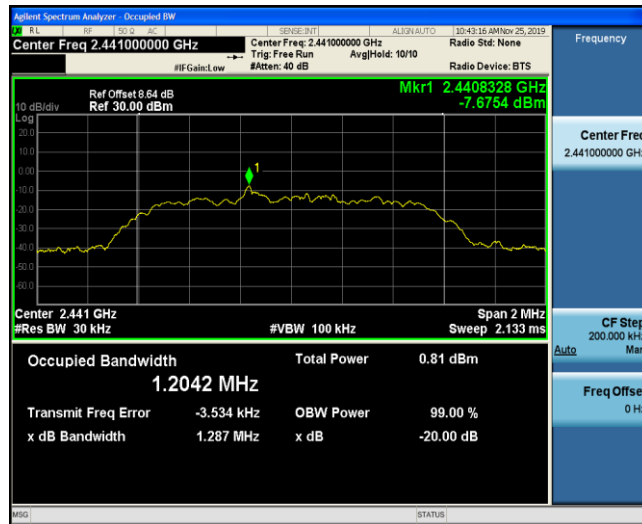 Agilent Spectrum Analyzer - Occupied BW
RL RF 50 Ω AC SENSE:INT ALIGN AUTO 10:43:16 AM Nov 25, 2019
Center Freq 2.441000000 GHz
Center Freq: 2.441000000 GHz
Radio Std: None
Trig: Free Run Avg|Hold: 10/10
#IFGain:Low #Atten: 40 dB Radio Device: BTS
Frequency
Mkr1 2.4408328 GHz
-7.6754 dBm
Ref Offset 8.64 dB
10 dB/div Ref 30.00 dBm
Log
20.0
10.0
0.00
-10.0
-20.0
-30.0
-40.0
-50.0
-60.0
1
Center 2.441 GHz Span 2 MHz
#Res BW 30 kHz #VBW 100 kHz Sweep 2.133 ms
Occupied Bandwidth Total Power 0.81 dBm
1.2042 MHz
Transmit Freq Error -3.534 kHz OBW Power 99.00 %
x dB Bandwidth 1.287 MHz x dB -20.00 dB
Center Freq
2.441000000 GHz
CF Step
200.000 kHz
Auto Man
Freq Offset
0 Hz
MSG STATUS